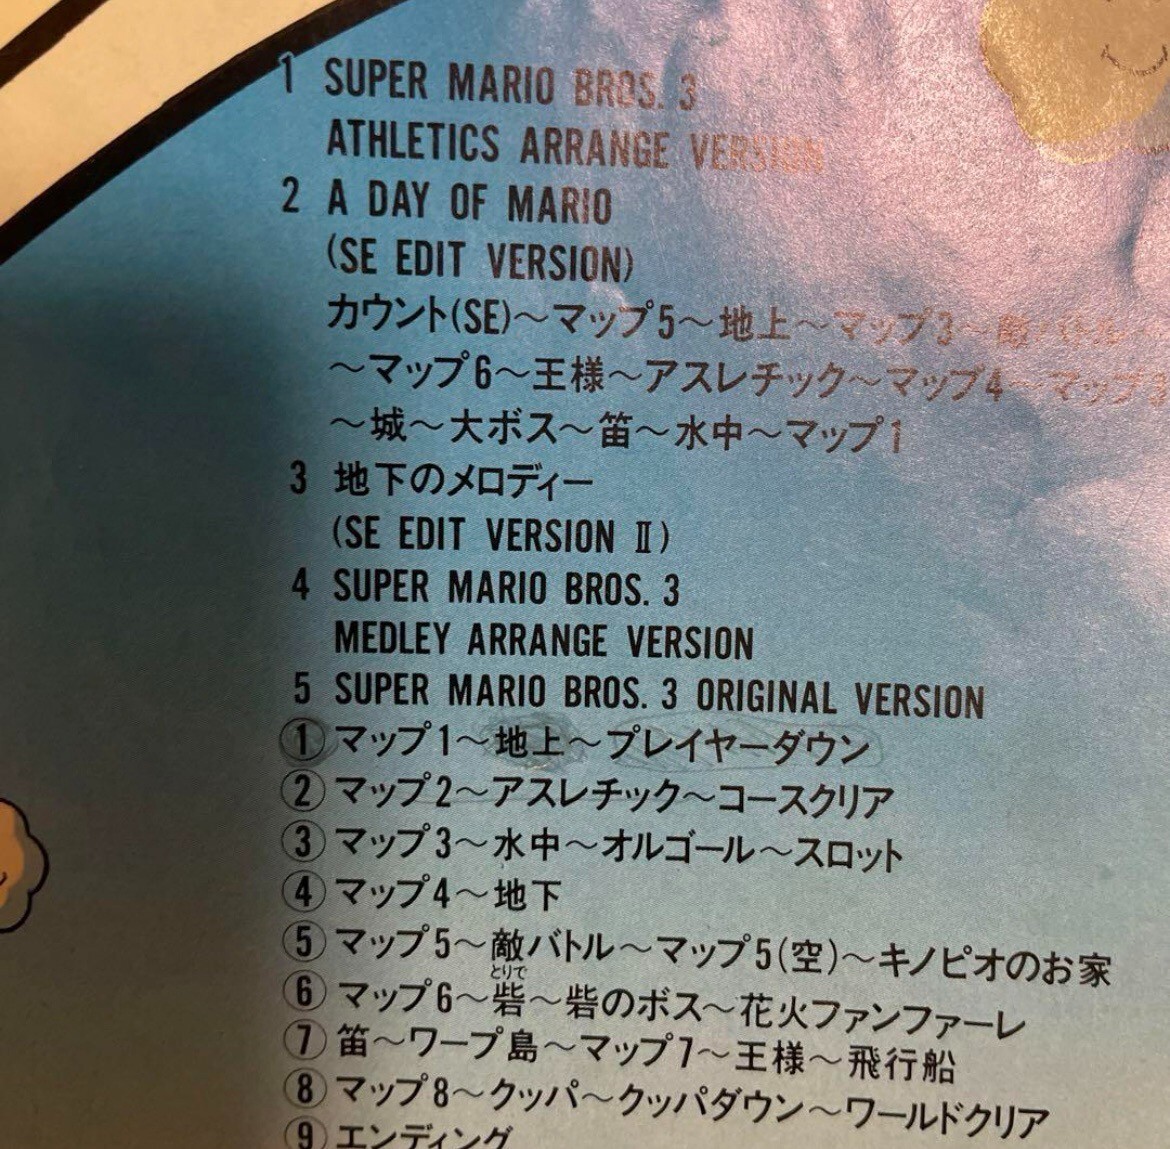 1 SUPER MARIO BROS. 3
ATHLETICS ARRANGE VERSION
2 A DAY OF MARIO
(SE EDIT VERSION)
カウント(SE)〜マップ5〜地上〜マップ3〜敵バトル
〜マップ6〜王様〜アスレチック〜マップ4〜マップ
〜城〜大ボス〜笛〜水中〜マップ1
3 地下のメロディー
(SE EDIT VERSION Ⅱ)
4 SUPER MARIO BROS. 3
MEDLEY ARRANGE VERSION
5 SUPER MARIO BROS. 3 ORIGINAL VERSION
①マップ1〜地上〜プレイヤーダウン
②マップ2〜アスレチック〜コースクリア
③マップ3〜水中〜オルゴール〜スロット
④マップ4〜地下
⑤マップ5〜敵バトル〜マップ5(空)〜キノピオのお家
とりで
⑥マップ6〜砦〜砦のボス〜花火ファンファーレ
⑦笛〜ワープ島〜マップ7〜王様〜飛行船
⑧マップ8〜クッパ〜クッパダウン〜ワールドクリア
⑨エンディング